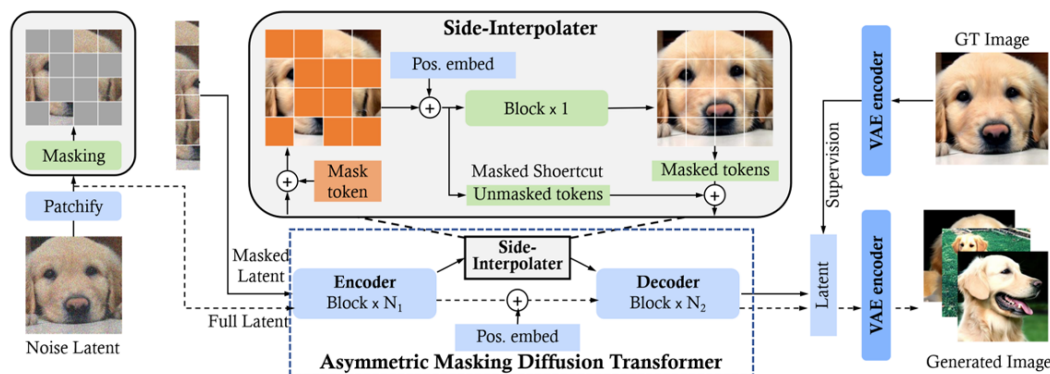 Side-Interpolater
GT Image
Pos. embed
Block x 1
VAE encoder
Masking
Mask
token
Masked Shoertcut
Unmasked tokens
Masked tokens
Supervision
Patchify
Noise Latent
Masked
Latent
Full Latent
Encoder
Block x N₁
Side-
Interpolater
Pos. embed
Decoder
Block x N₂
Latent
VAE encoder
Generated Image
Asymmetric Masking Diffusion Transformer